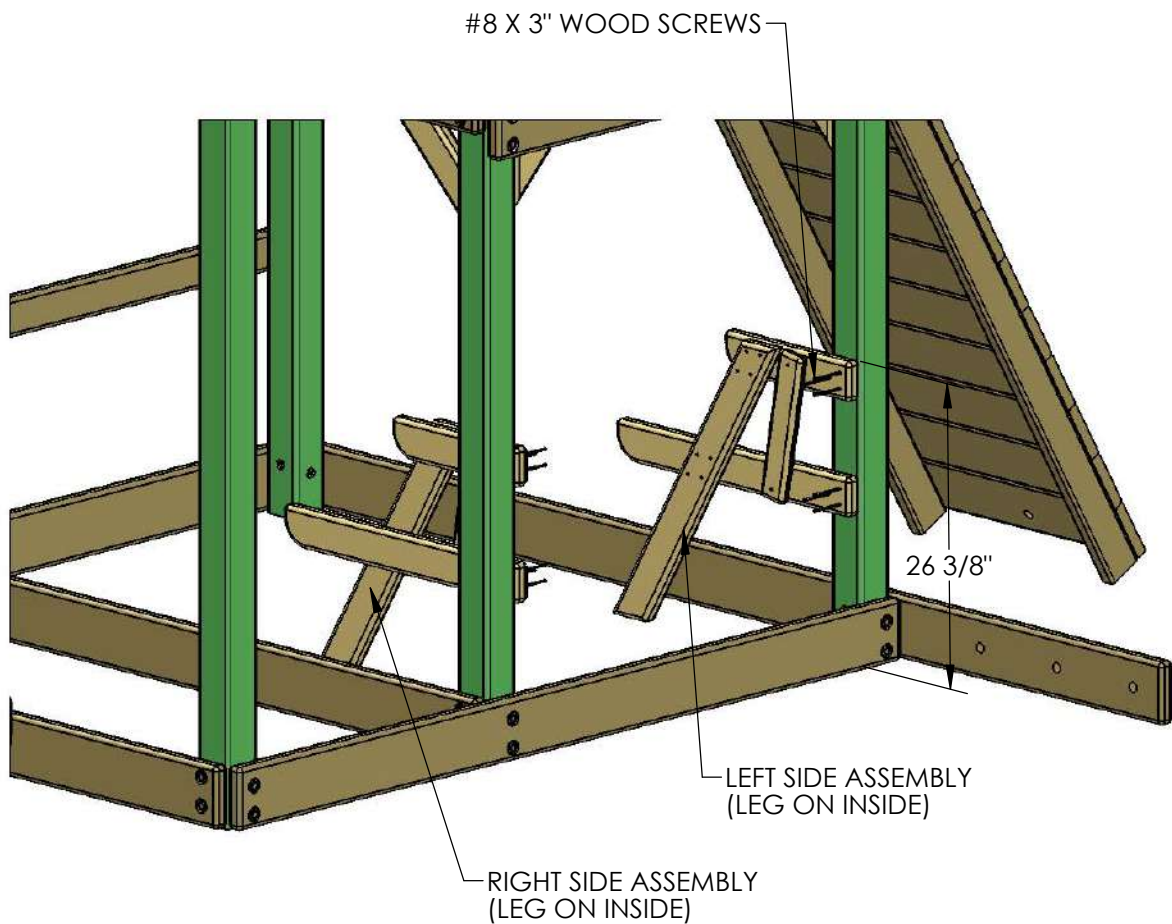 #8 X 3" WOOD SCREWS
26 3/8"
LEFT SIDE ASSEMBLY
(LEG ON INSIDE)
RIGHT SIDE ASSEMBLY
(LEG ON INSIDE)